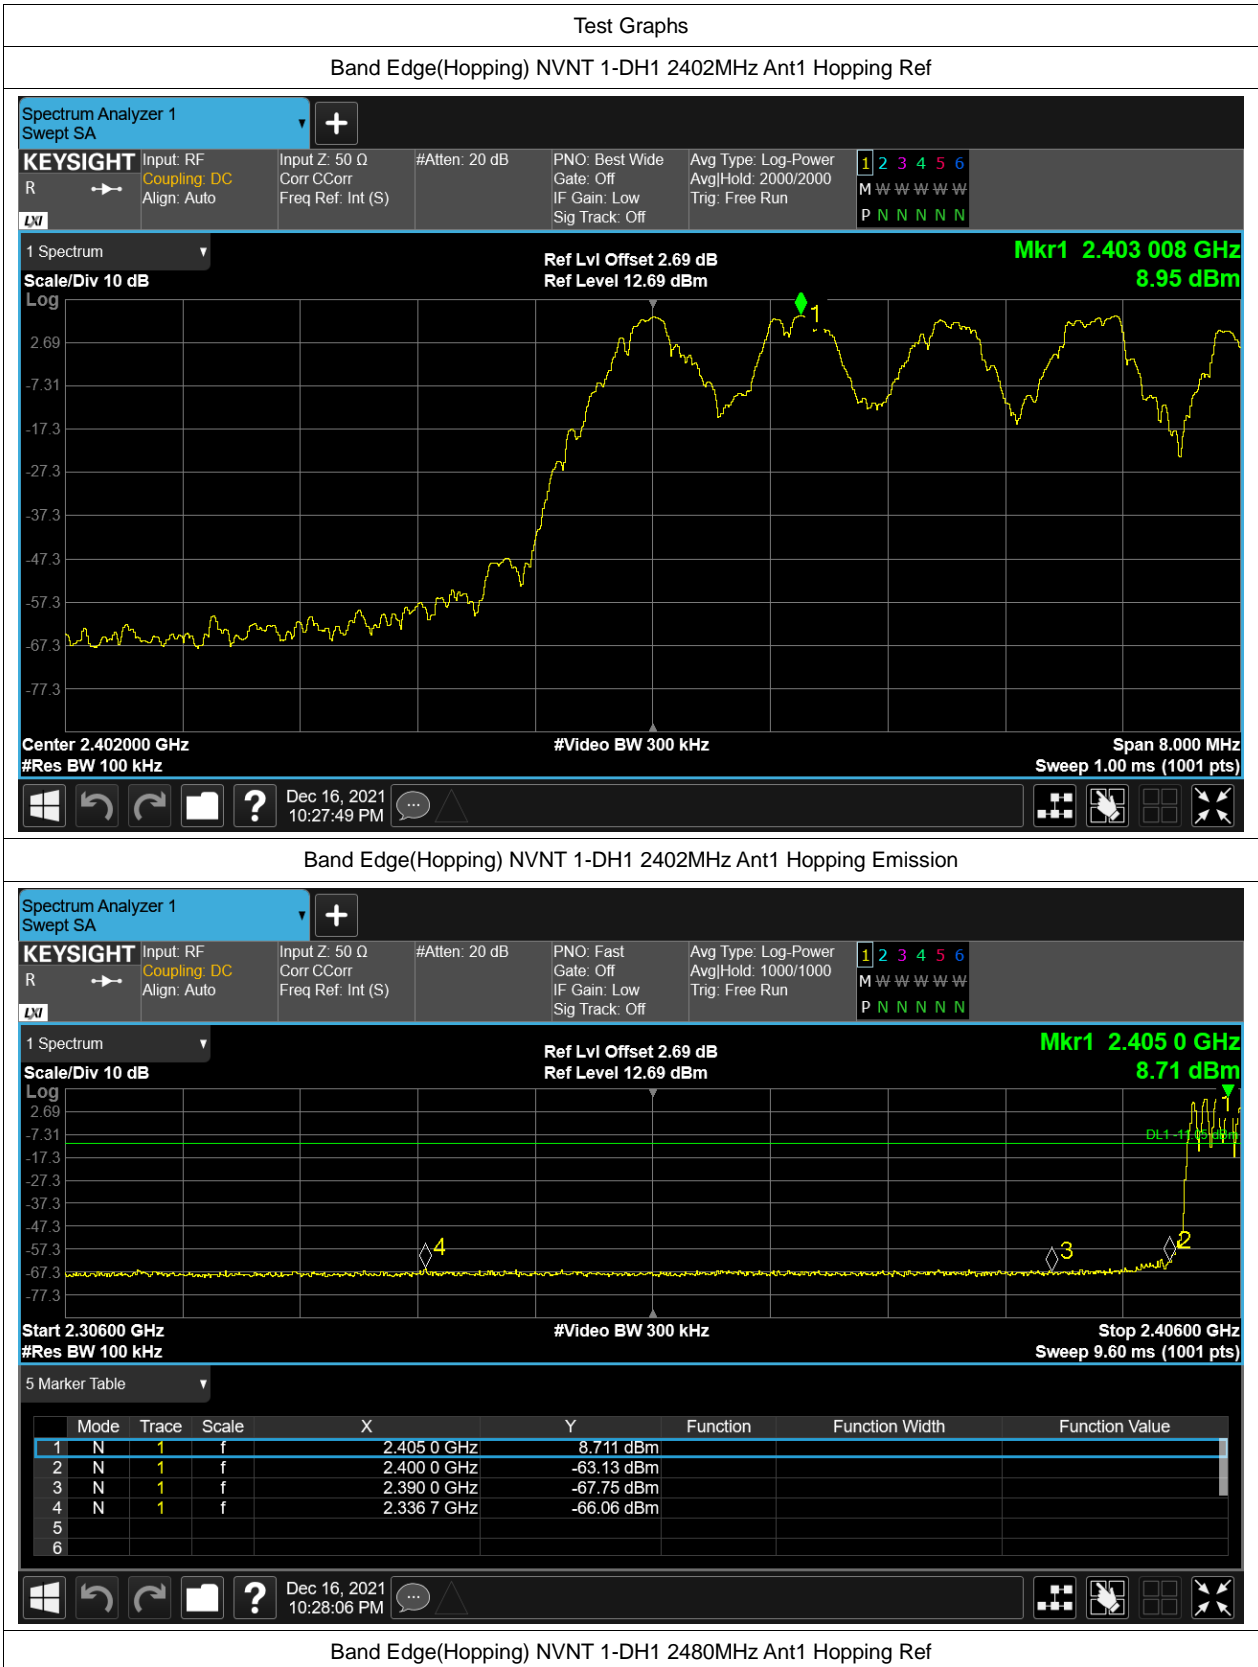 Test Graphs
Band Edge(Hopping) NVNT 1-DH1 2402MHz Ant1 Hopping Ref
Spectrum Analyzer 1
Swept SA
KEYSIGHT
R
LXI
Input: RF
Coupling: DC
Align: Auto
Input Z: 50 Ω
Corr CCorr
Freq Ref: Int (S)
#Atten: 20 dB
PNO: Best Wide
Gate: Off
IF Gain: Low
Sig Track: Off
Avg Type: Log-Power
Avg|Hold: 2000/2000
Trig: Free Run
1 2 3 4 5 6
M W W W W W
P N N N N N
1 Spectrum
Scale/Div 10 dB
Ref Lvl Offset 2.69 dB
Ref Level 12.69 dBm
Mkr1 2.403 008 GHz
8.95 dBm
Log
1
2.69
-7.31
-17.3
-27.3
-37.3
-47.3
-57.3
-67.3
-77.3
Center 2.402000 GHz
#Video BW 300 kHz
Span 8.000 MHz
#Res BW 100 kHz
Sweep 1.00 ms (1001 pts)
?
Dec 16, 2021
10:27:49 PM
Band Edge(Hopping) NVNT 1-DH1 2402MHz Ant1 Hopping Emission
Spectrum Analyzer 1
Swept SA
KEYSIGHT
R
LXI
Input: RF
Coupling: DC
Align: Auto
Input Z: 50 Ω
Corr CCorr
Freq Ref: Int (S)
#Atten: 20 dB
PNO: Fast
Gate: Off
IF Gain: Low
Sig Track: Off
Avg Type: Log-Power
Avg|Hold: 1000/1000
Trig: Free Run
1 2 3 4 5 6
M W W W W W
P N N N N N
1 Spectrum
Scale/Div 10 dB
Ref Lvl Offset 2.69 dB
Ref Level 12.69 dBm
Mkr1 2.405 0 GHz
8.71 dBm
Log
1
2.69
-7.31
DL1 -11.05 dBm
-17.3
-27.3
-37.3
-47.3
-57.3
4
3
2
-67.3
-77.3
Start 2.30600 GHz
#Video BW 300 kHz
Stop 2.40600 GHz
#Res BW 100 kHz
Sweep 9.60 ms (1001 pts)
5 Marker Table
Mode Trace Scale X Y Function Function Width Function Value
1 N 1 f 2.405 0 GHz 8.711 dBm
2 N 1 f 2.400 0 GHz -63.13 dBm
3 N 1 f 2.390 0 GHz -67.75 dBm
4 N 1 f 2.336 7 GHz -66.06 dBm
5
6
?
Dec 16, 2021
10:28:06 PM
Band Edge(Hopping) NVNT 1-DH1 2480MHz Ant1 Hopping Ref